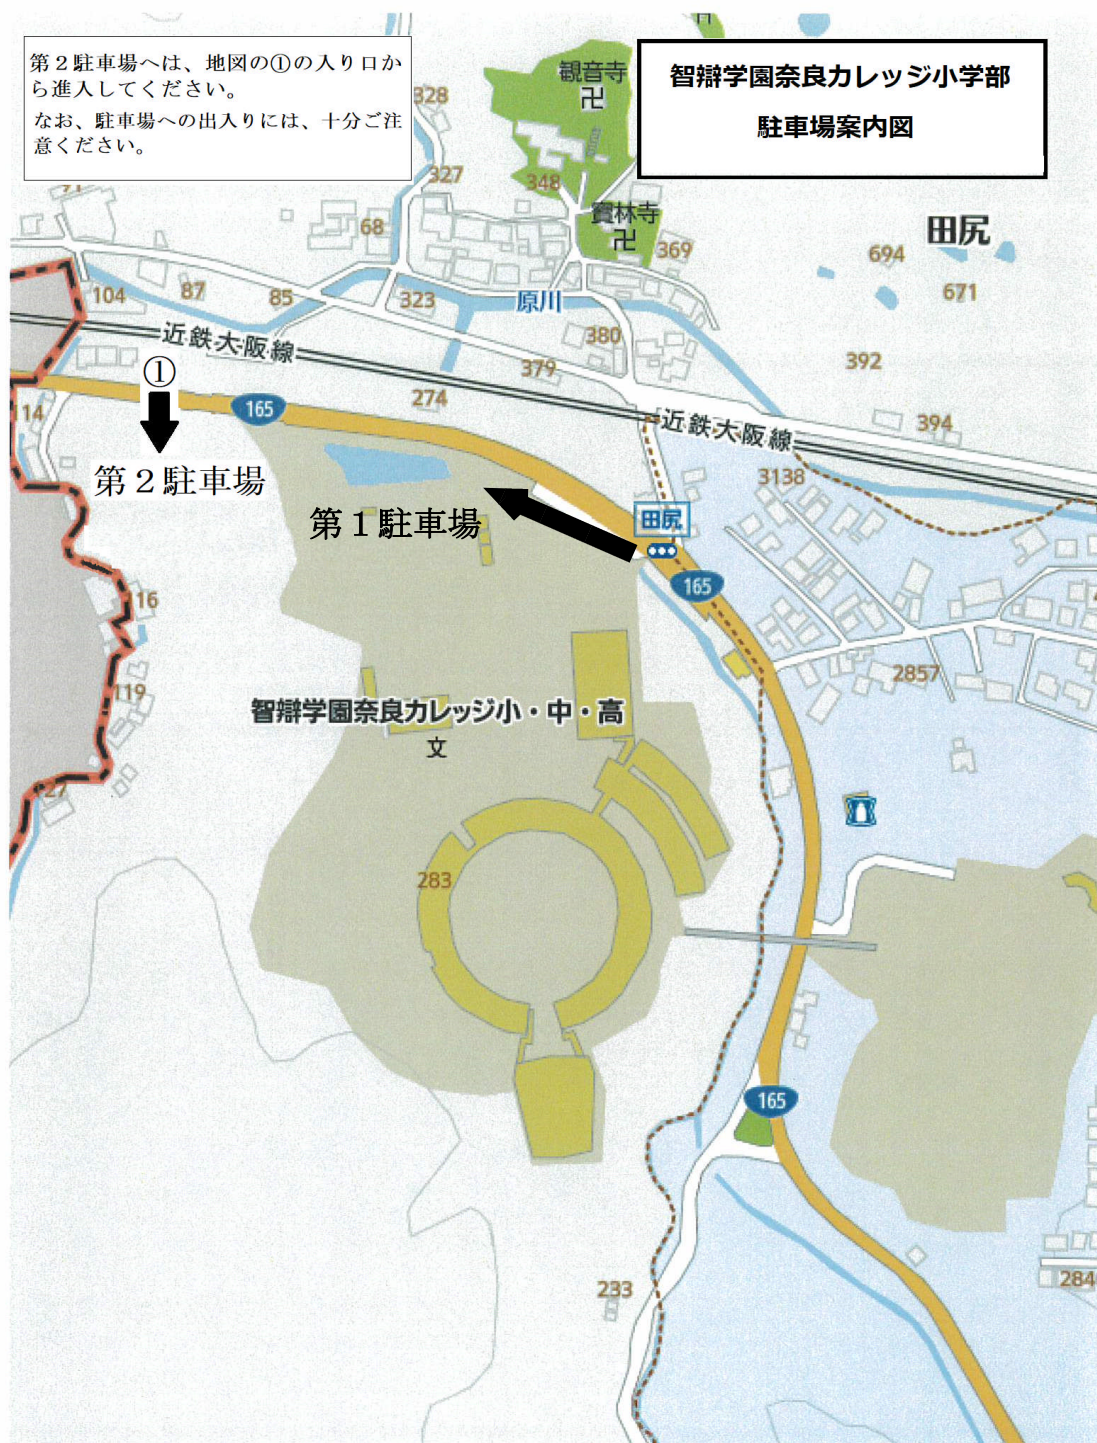 第２駐車場へは、地図の①の入り口か
ら進入してください。
なお、駐車場への出入りには、十分ご注
意ください。
智辯学園奈良カレッジ小学部
駐車場案内図
観音寺
卍
328
327
348
寳林寺
卍
68
369
田尻
694
671
104
87
85
323
原川
380
近鉄大阪線
392
379
①
165
274
114
394
近鉄大阪線
第２駐車場
3138
第１駐車場
田尻
165
116
2857
119
智辯学園奈良カレッジ小・中・高
文
27
283
165
233
284